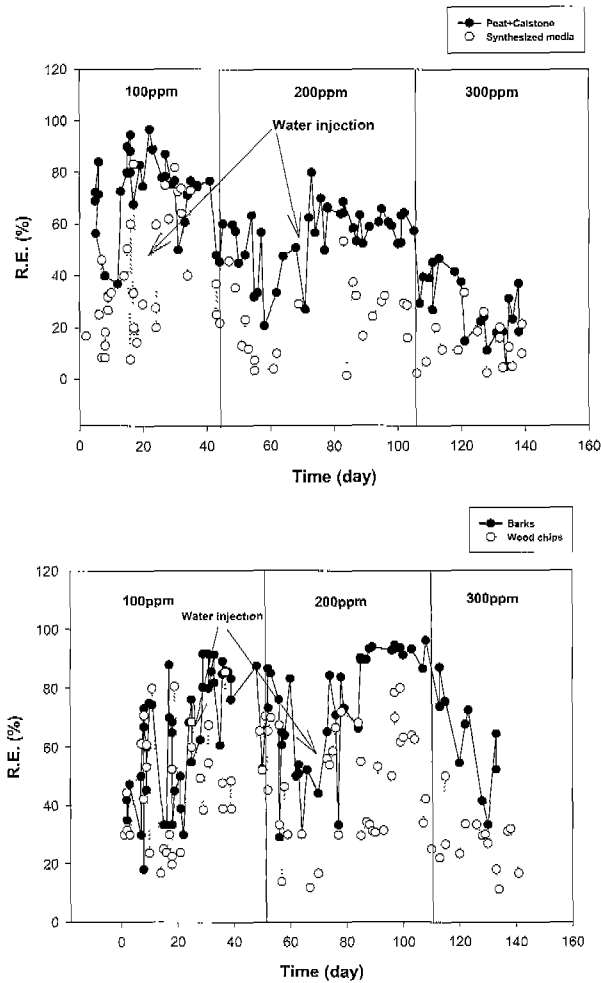 Peat+Calstone
Synthesized media
100ppm
200ppm
300ppm
Water injection
R.E. (%)
120
100
80
60
40
20
0
0 20 40 60 80 100 120 140 160
Time (day)
Barks
Wood chips
100ppm
200ppm
300ppm
Water injection
R.E. (%)
120
100
80
60
40
20
0
0 20 40 60 80 100 120 140 160
Time (day)